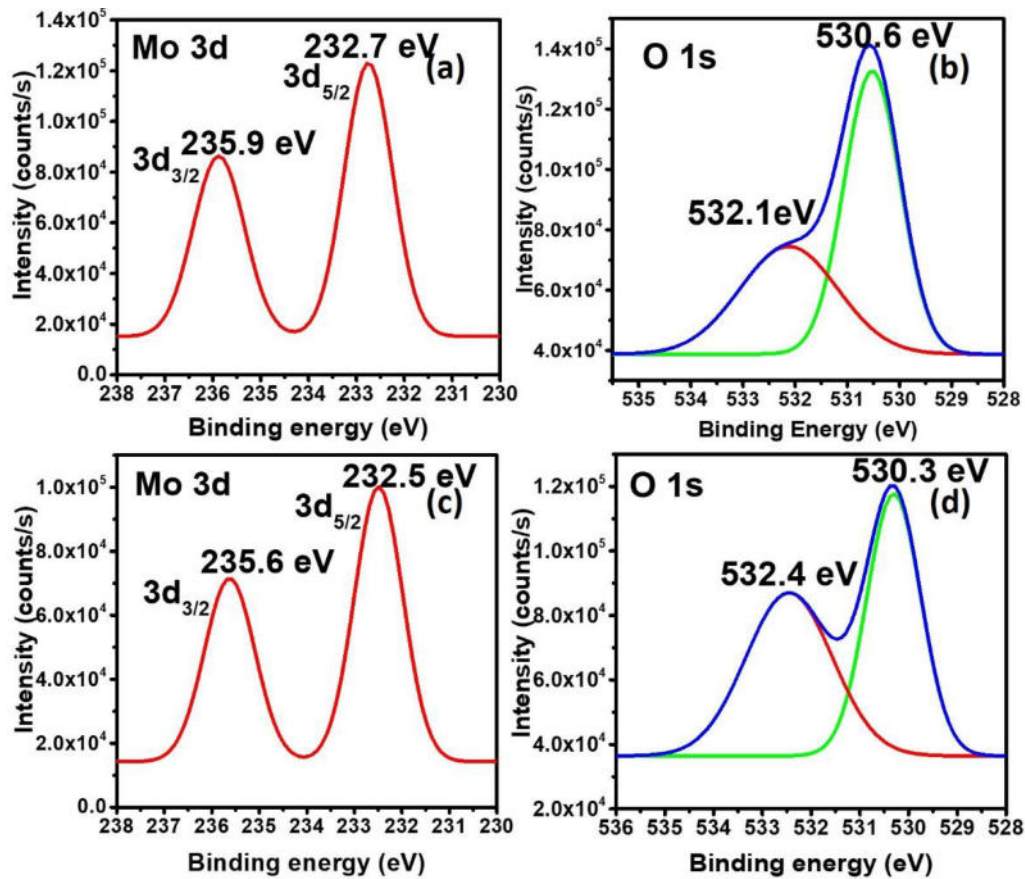 Mo 3d
232.7 eV
(a)
3d5/2
235.9 eV
3d3/2
1.4x10^5
1.2x10^5
1.0x10^5
8.0x10^4
6.0x10^4
4.0x10^4
2.0x10^4
0.0
Intensity (counts/s)
238 237 236 235 234 233 232 231 230
Binding energy (eV)
O 1s
530.6 eV
(b)
532.1eV
1.4x10^5
1.2x10^5
1.0x10^5
8.0x10^4
6.0x10^4
4.0x10^4
Intensity (counts/s)
535 534 533 532 531 530 529 528
Binding Energy (eV)
Mo 3d
232.5 eV
(c)
3d5/2
235.6 eV
3d3/2
1.0x10^5
8.0x10^4
6.0x10^4
4.0x10^4
2.0x10^4
0.0
Intensity (counts/s)
238 237 236 235 234 233 232 231 230
Binding energy (eV)
O 1s
530.3 eV
(d)
532.4 eV
1.2x10^5
1.0x10^5
8.0x10^4
6.0x10^4
4.0x10^4
2.0x10^4
Intensity (counts/s)
536 535 534 533 532 531 530 529 528
Binding energy (eV)